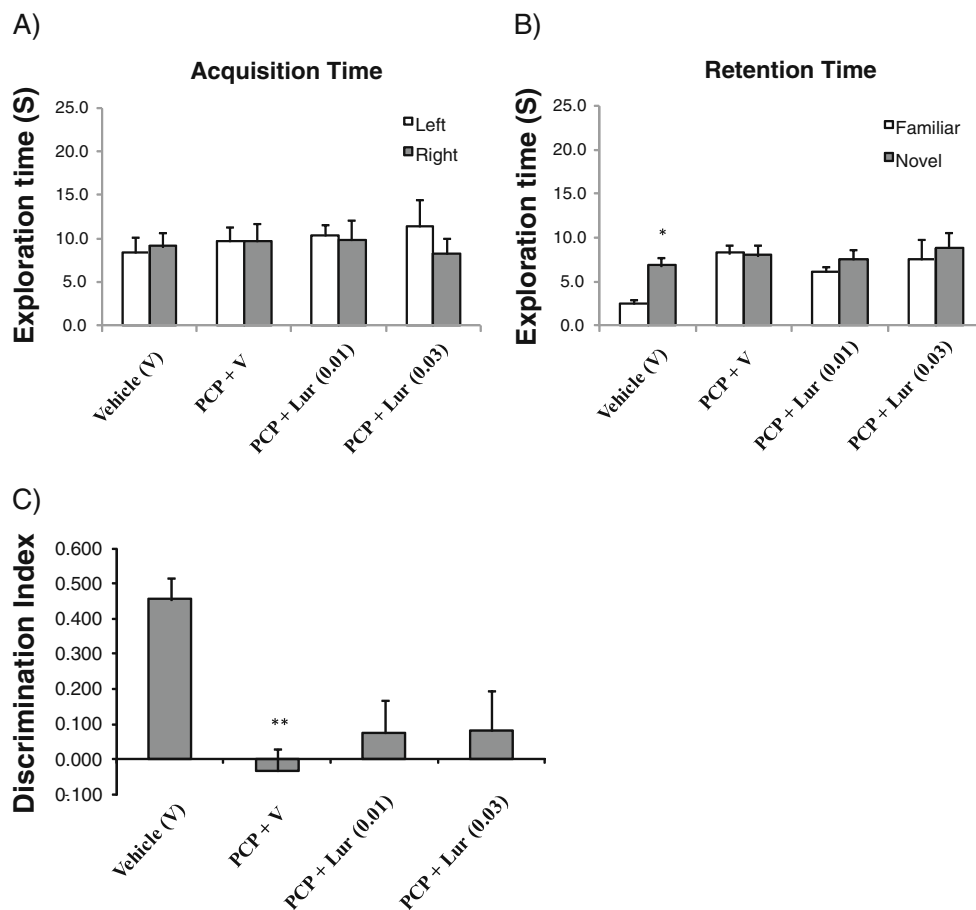 A)
Acquisition Time
Exploration time (S)
25.0
20.0
15.0
10.0
5.0
0.0
Left
Right
Vehicle (V)
PCP + V
PCP + Lur (0.01)
PCP + Lur (0.03)
B)
Retention Time
Exploration time (S)
25.0
20.0
15.0
10.0
5.0
0.0
Familiar
Novel
*
Vehicle (V)
PCP + V
PCP + Lur (0.01)
PCP + Lur (0.03)
C)
Discrimination Index
0.600
0.500
0.400
0.300
0.200
0.100
0.000
-0.100
**
Vehicle (V)
PCP + V
PCP + Lur (0.01)
PCP + Lur (0.03)